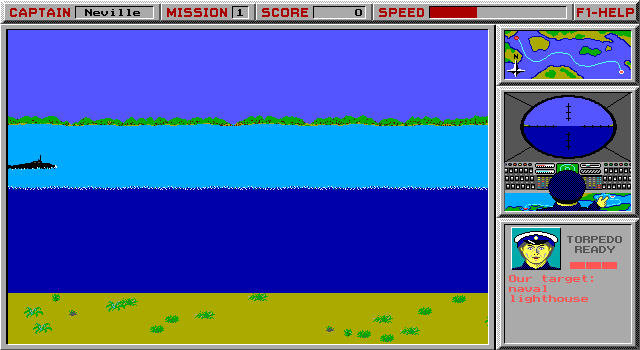 CAPTAIN Neville MISSION 1 SCORE 0 SPEED F1-HELP
N
TORPEDO
READY
Our target:
naval
lighthouse